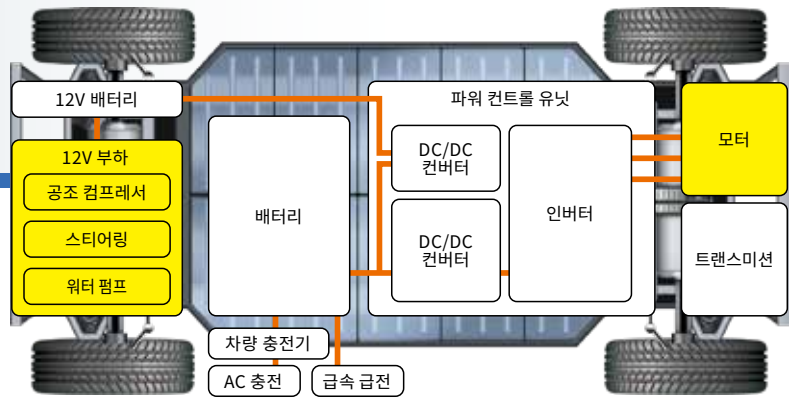 12V 배터리
12V 부하
공조 컴프레서
스티어링
워터 펌프
배터리
차량 충전기
AC 충전
급속 급전
파워 컨트롤 유닛
DC/DC
컨버터
DC/DC
컨버터
인버터
모터
트랜스미션